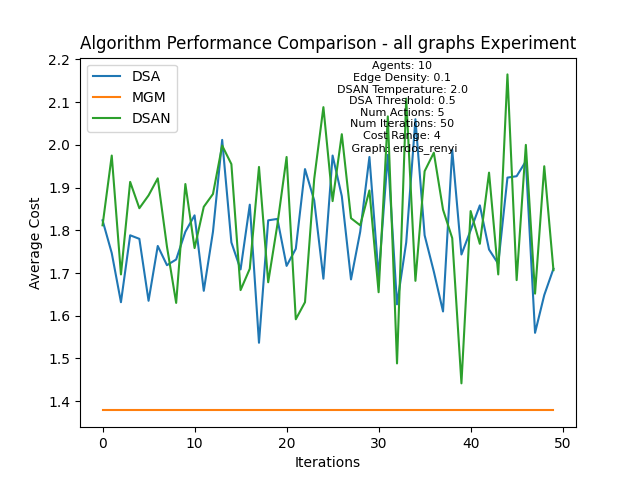 Algorithm Performance Comparison - all graphs Experiment
DSA
MGM
DSAN
Agents: 10
Edge Density: 0.1
DSAN Temperature: 2.0
DSA Threshold: 0.5
Num Actions: 5
Num Iterations: 50
Cost Range: 4
Graph: erdos_renyi
Average Cost
2.2
2.1
2.0
1.9
1.8
1.7
1.6
1.5
1.4
0 10 20 30 40 50
Iterations